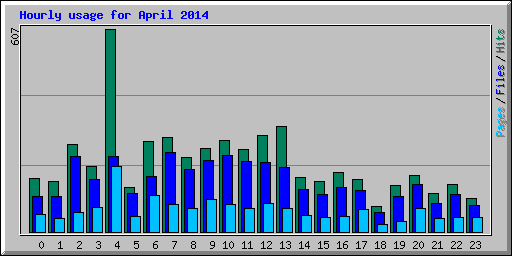 Hourly usage for April 2014
607
Pages / Files / Hits
0 1 2 3 4 5 6 7 8 9 10 11 12 13 14 15 16 17 18 19 20 21 22 23